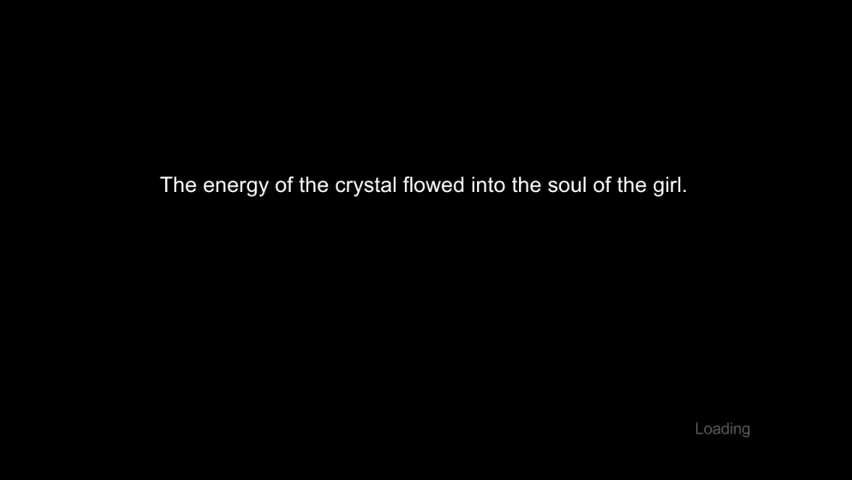 The energy of the crystal flowed into the soul of the girl.
Loading